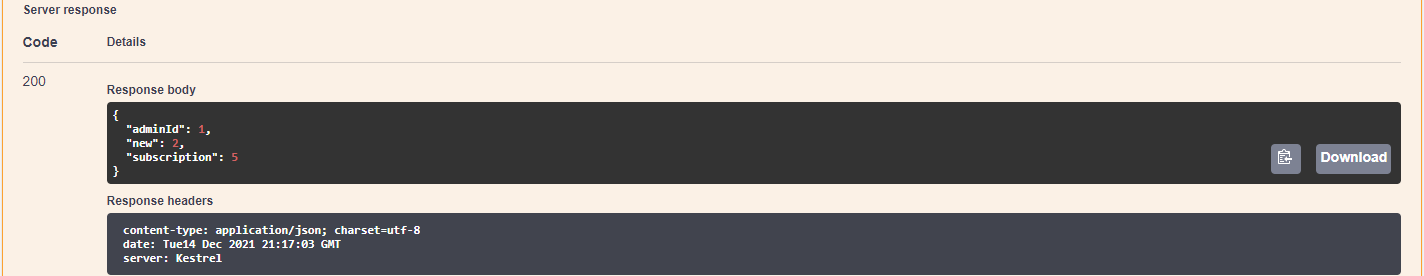 Server response
Code Details
200
Response body
{
"adminId": 1,
"new": 2,
"subscription": 5
}
Download
Response headers
content-type: application/json; charset=utf-8
date: Tue14 Dec 2021 21:17:03 GMT
server: Kestrel